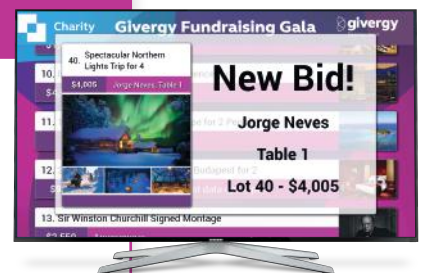 Charity Givergy Fundraising Gala givergy
40. Spectacular Northern
Lights Trip for 4
$4,005 Jorge Neves, Table 1
New Bid!
Jorge Neves
Table 1
Lot 40 - $4,005
10.
11.
12. Budapest for 2
13. Sir Winston Churchill Signed Montage
$2,550